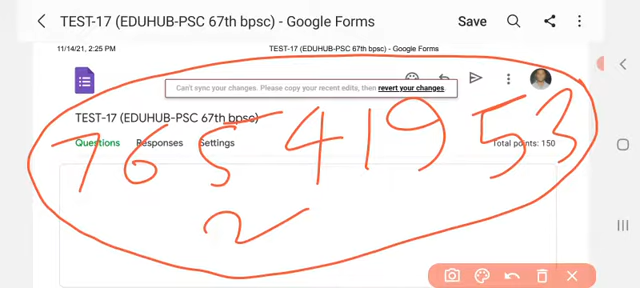 TEST-17 (EDUHUB-PSC 67th bpsc) - Google Forms Save
11/14/21, 2:25 PM TEST-17 (EDUHUB-PSC 67th bpsc) - Google Forms
Can't sync your changes. Please copy your recent edits, then revert your changes.
TEST-17 (EDUHUB-PSC 67th bpsc)
Questions Responses Settings Total points: 150
7654195 3
2